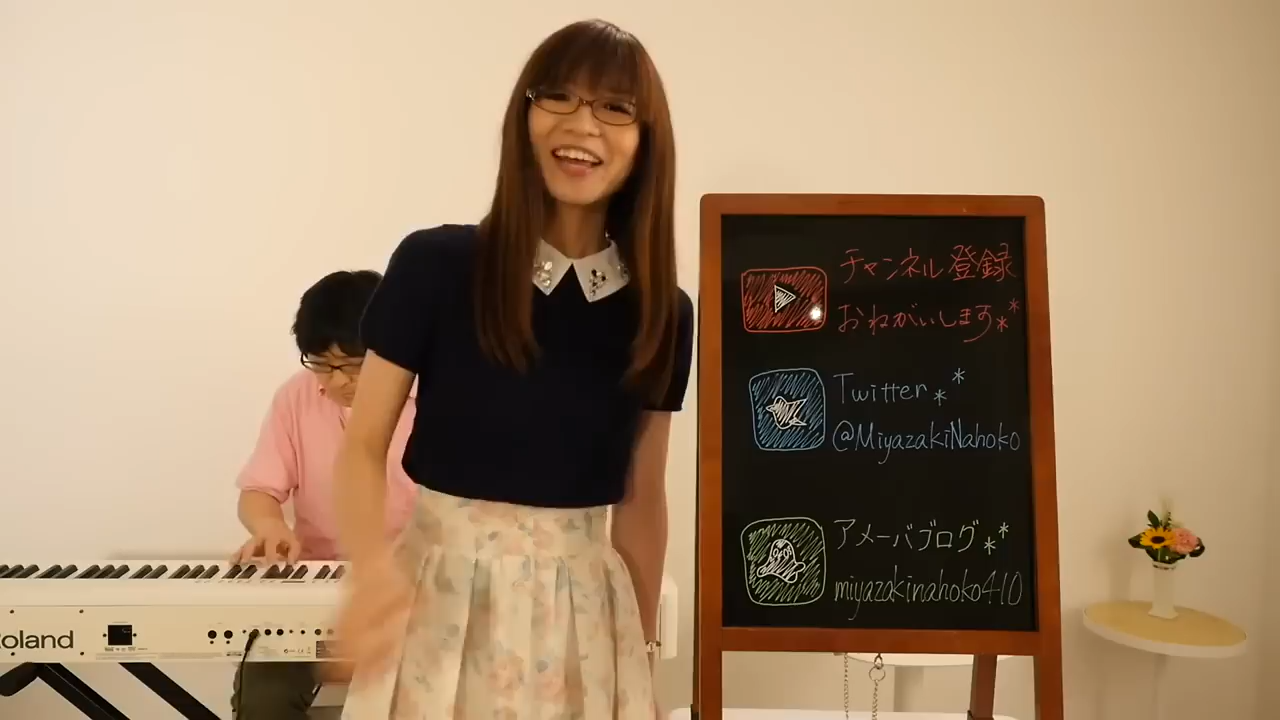 チャンネル登録
おねがいします**
Twitter**
@MiyazakiNahoko
アメーバブログ**
miyazakinahoko410
Roland